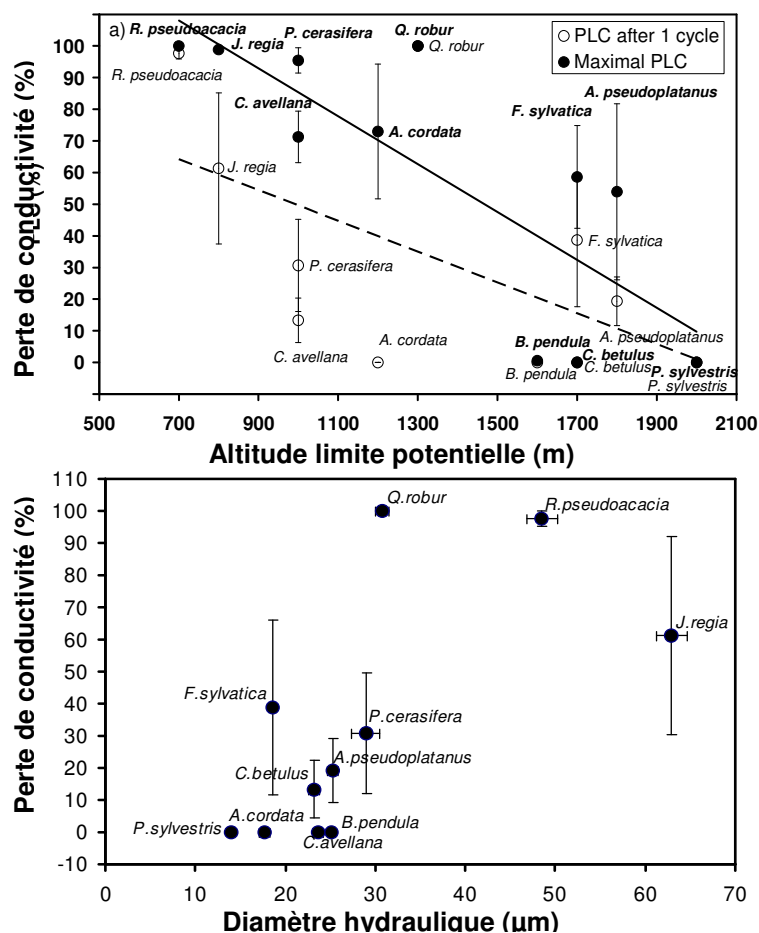 a)
R. pseudoacacia
J. regia
P. cerasifera
Q. robur
Q. robur
PLC after 1 cycle
Maximal PLC
R. pseudoacacia
C. avellana
A. cordata
F. sylvatica
A. pseudoplatanus
J. regia
P. cerasifera
F. sylvatica
C. avellana
A. cordata
A. pseudoplatanus
B. pendula
B. pendula
C. betulus
C. betulus
P. sylvestris
P. sylvestris
100
90
80
70
60
50
40
30
20
10
0
Perte de conductivité (%)
500 700 900 1100 1300 1500 1700 1900 2100
Altitude limite potentielle (m)
110
100
90
80
70
60
50
40
30
20
10
0
-10
Perte de conductivité (%)
Q.robur
R.pseudoacacia
J.regia
F.sylvatica
P.cerasifera
A.pseudoplatanus
C.betulus
A.cordata
B.pendula
P.sylvestris
C.avellana
0 10 20 30 40 50 60 70
Diamètre hydraulique (µm)